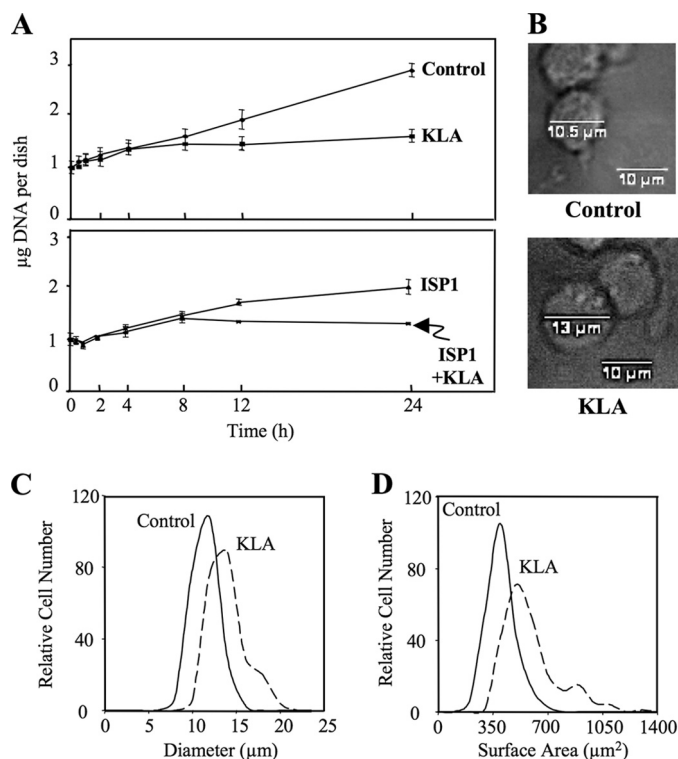 A
3
2
1
0
Control
KLA
3
2
1
0
ISP1
ISP1
+KLA
µg DNA per dish
0 2 4 8 12 24
Time (h)
B
10.5 µm
10 µm
Control
13 µm
10 µm
KLA
C
120
80
40
0
Control
KLA
Relative Cell Number
0 5 10 15 20 25
Diameter (µm)
D
120
80
40
0
Control
KLA
Relative Cell Number
0 350 700 1050 1400
Surface Area (µm²)